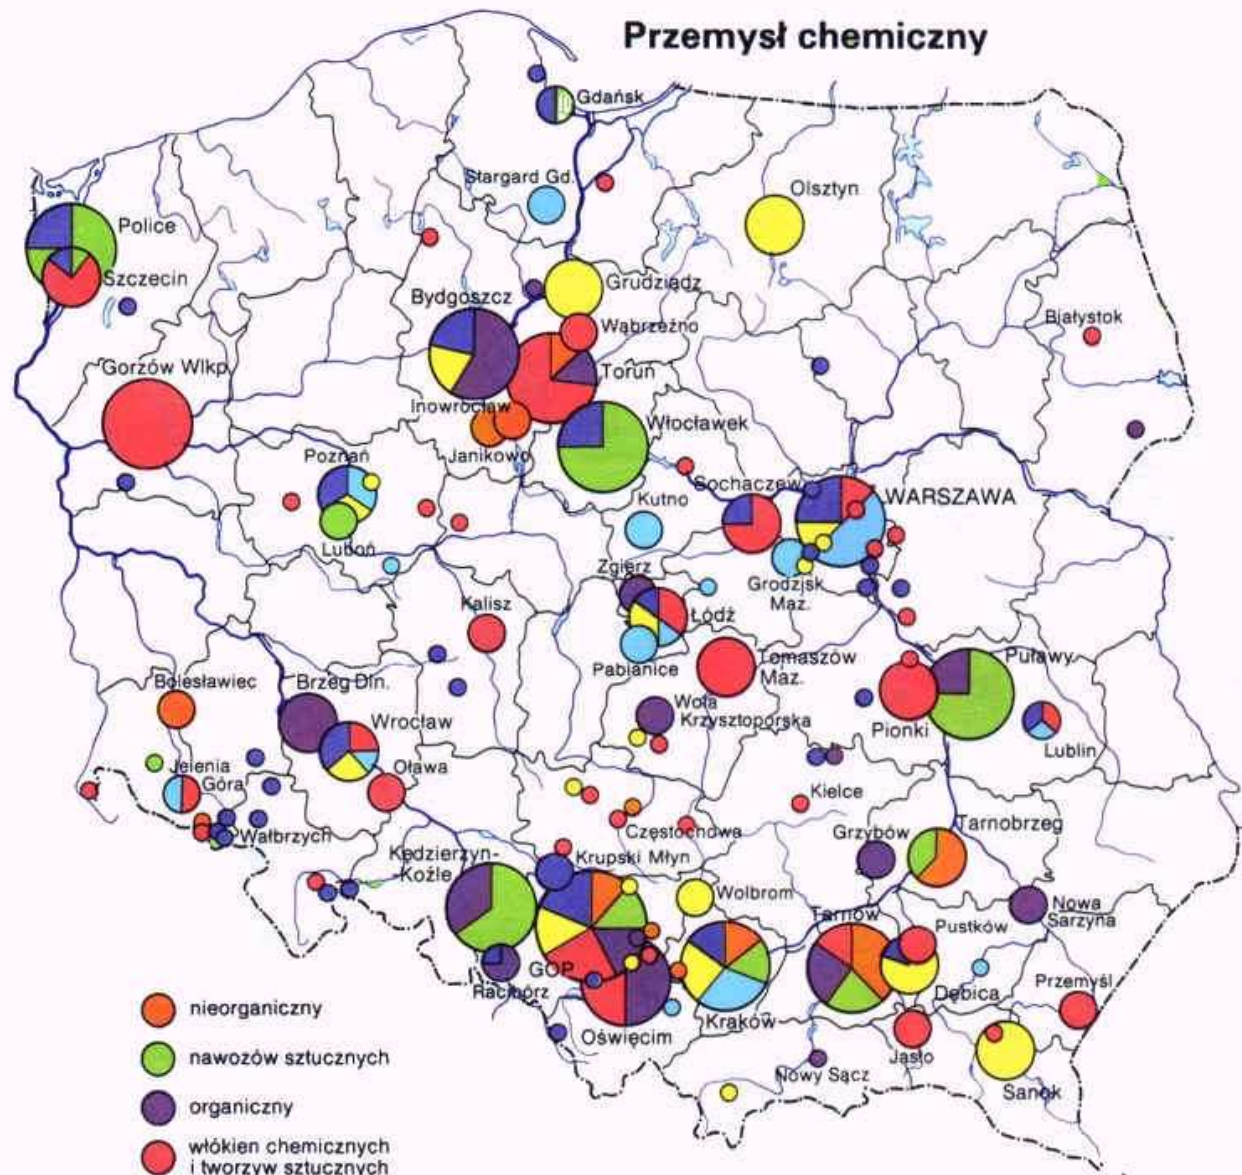 Przemysł chemiczny
Gdańsk
Stargard Gd.
Olsztyn
Police
Szczecin
Grudziądz
Bydgoszcz
Wąbrzeźno
Białystok
Gorzów Wlkp.
Toruń
Inowrocław
Włocławek
Janikowo
Poznań
Sochaczew
Kutno
WARSZAWA
Luboń
Zgierz
Grodzisk
Maz.
Kalisz
Łódź
Pabianice
Tomaszów
Maz.
Puławy
Bolesławiec
Brzeg Dln.
Wola
Krzysztoporska
Wrocław
Pionki
Lublin
Jelenia
Góra
Oława
Kielce
Wałbrzych
Częstochowa
Grzybów
Tarnobrzeg
Kędzierzyn-
Koźle
Krupski Młyn
Wolbrom
Nowa
Sarzyna
Tarnów
Pustków
GOP
Racibórz
Dębica
Przemyśl
Oświęcim
Kraków
Jasło
Nowy Sącz
Sanok
nieorganiczny
nawozów sztucznych
organiczny
włókien chemicznych
i tworzyw sztucznych